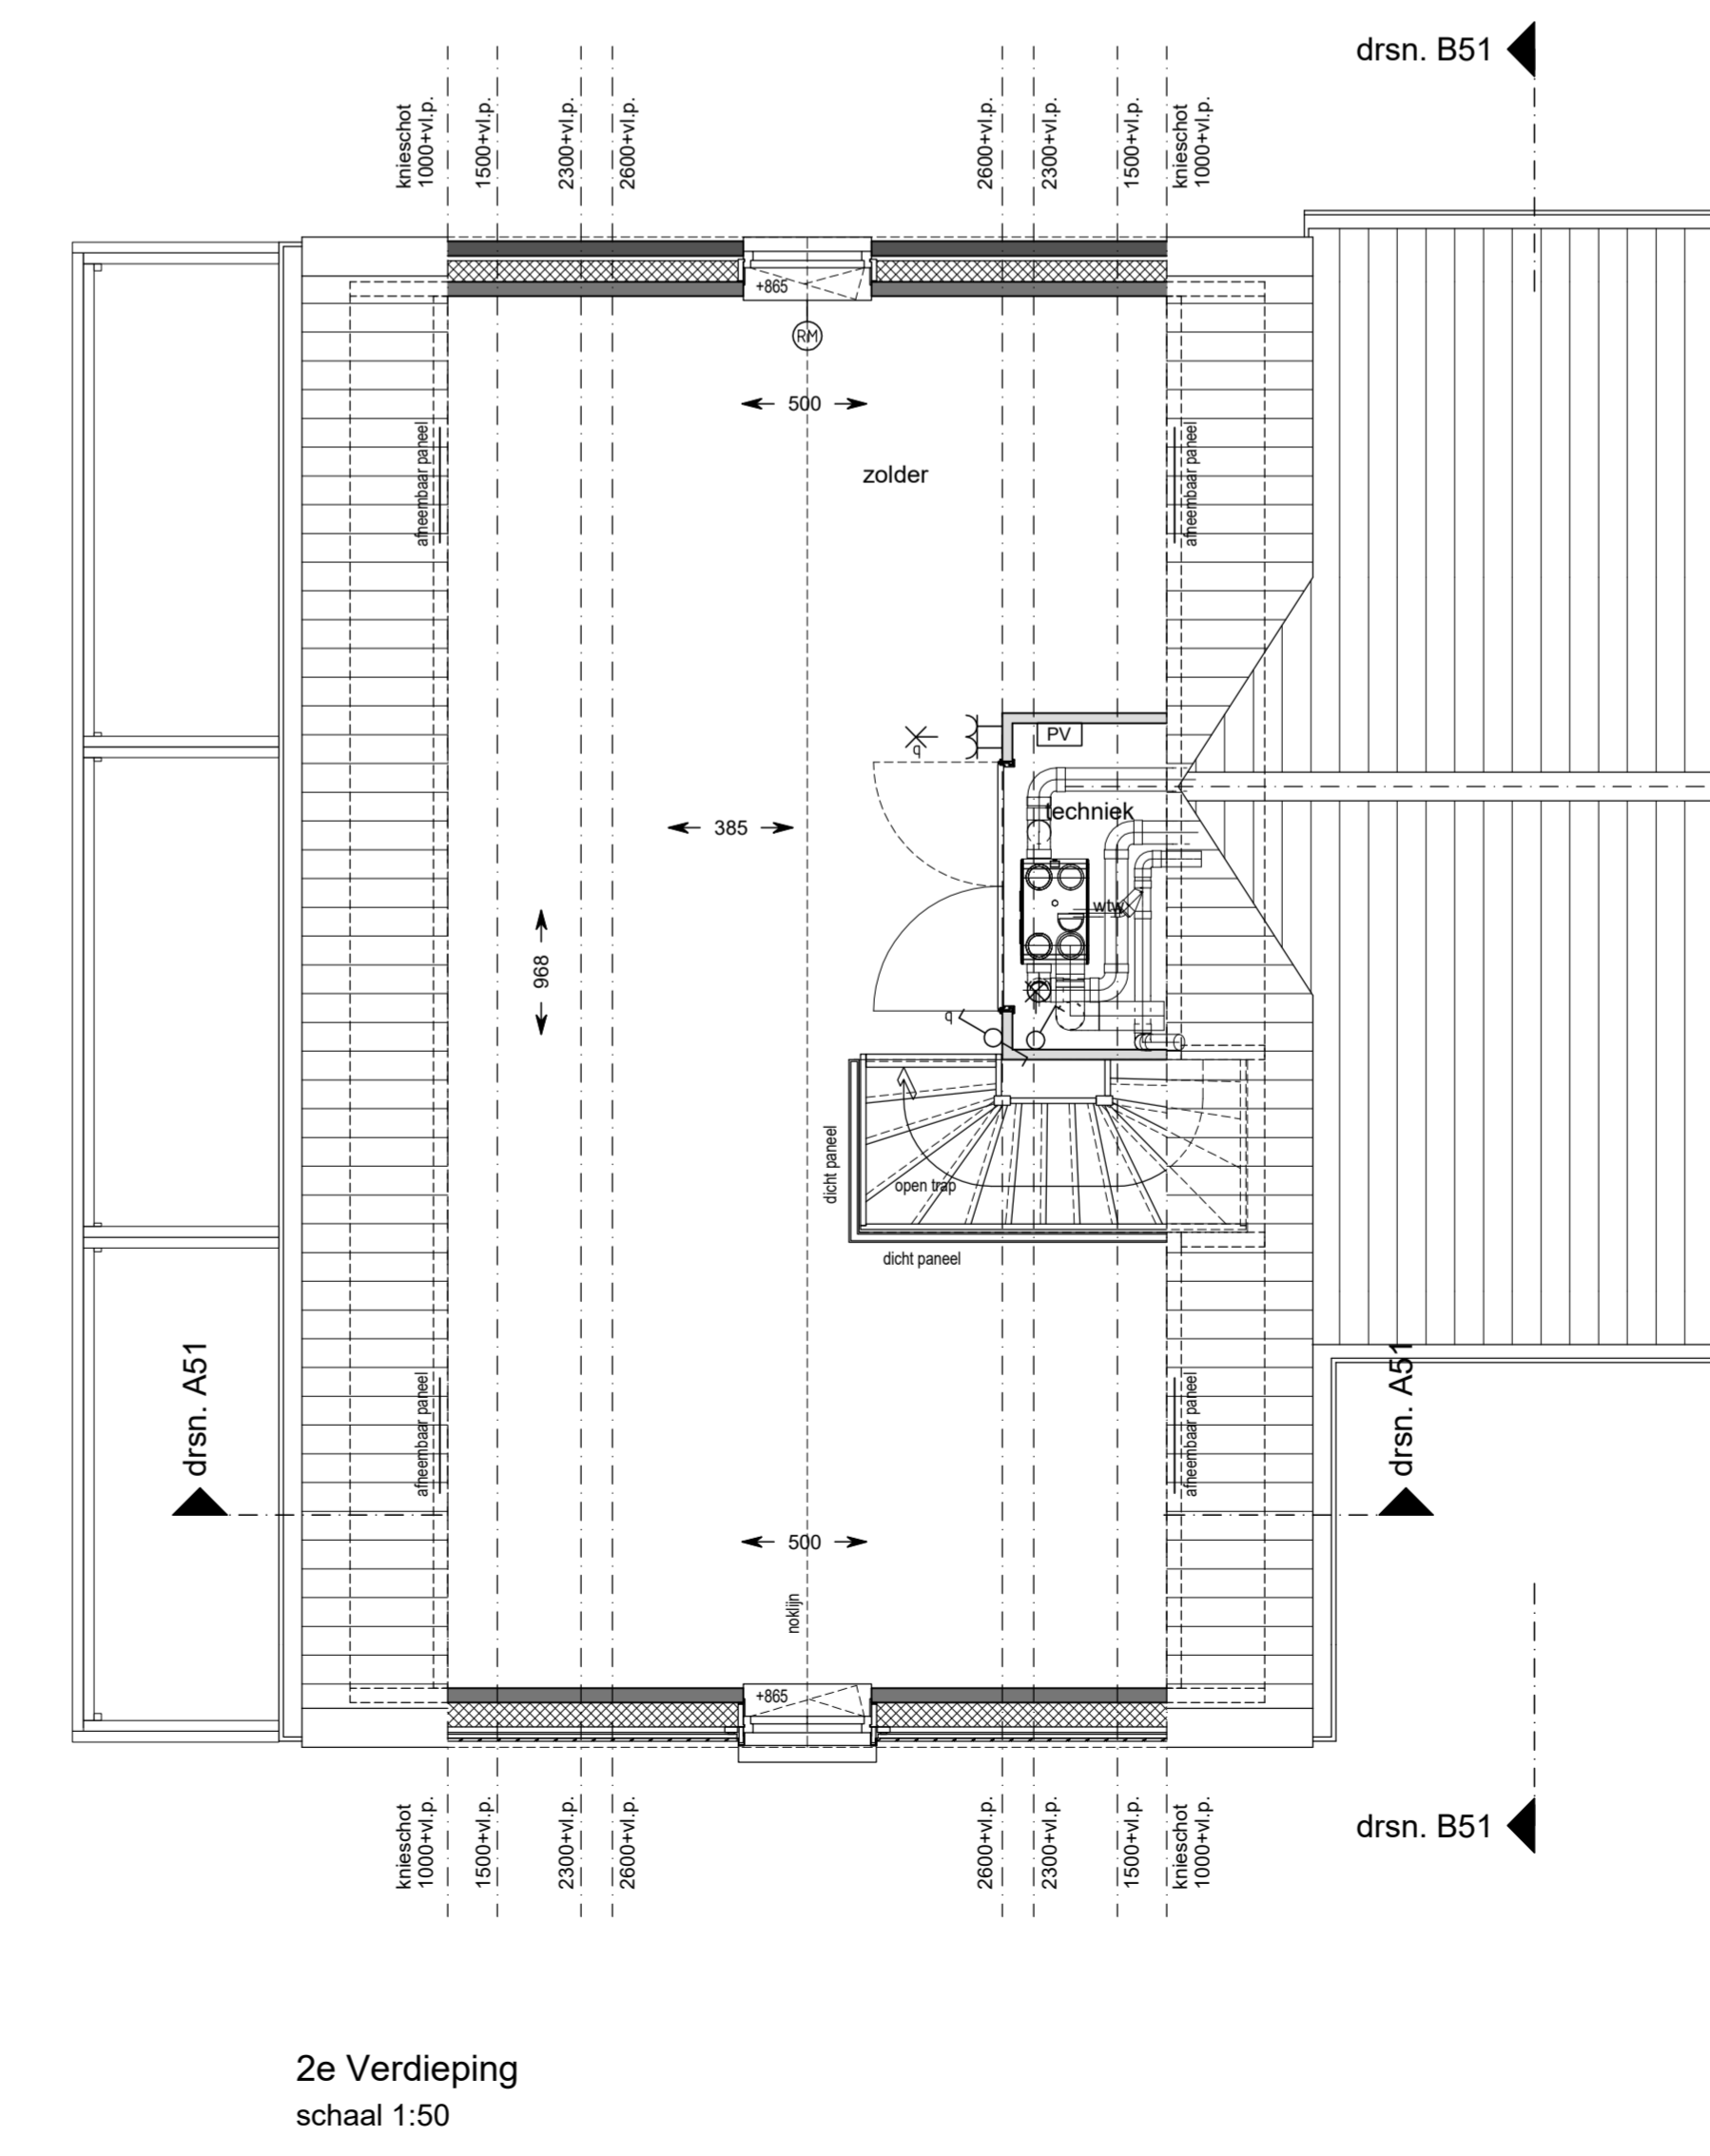 drsn. B51
knieschot
1000+vl.p.
1500+vl.p.
2300+vl.p.
2600+vl.p.
2600+vl.p.
2300+vl.p.
1500+vl.p.
knieschot
1000+vl.p.
+865
RM
500
zolder
afneembaar paneel
afneembaar paneel
PV
q
techniek
385
wtw
968
q
dicht paneel
open trap
dicht paneel
drsn. A51
drsn. A51
afneembaar paneel
afneembaar paneel
500
noklijn
+865
knieschot
1000+vl.p.
1500+vl.p.
2300+vl.p.
2600+vl.p.
2600+vl.p.
2300+vl.p.
1500+vl.p.
knieschot
1000+vl.p.
drsn. B51
2e Verdieping
schaal 1:50